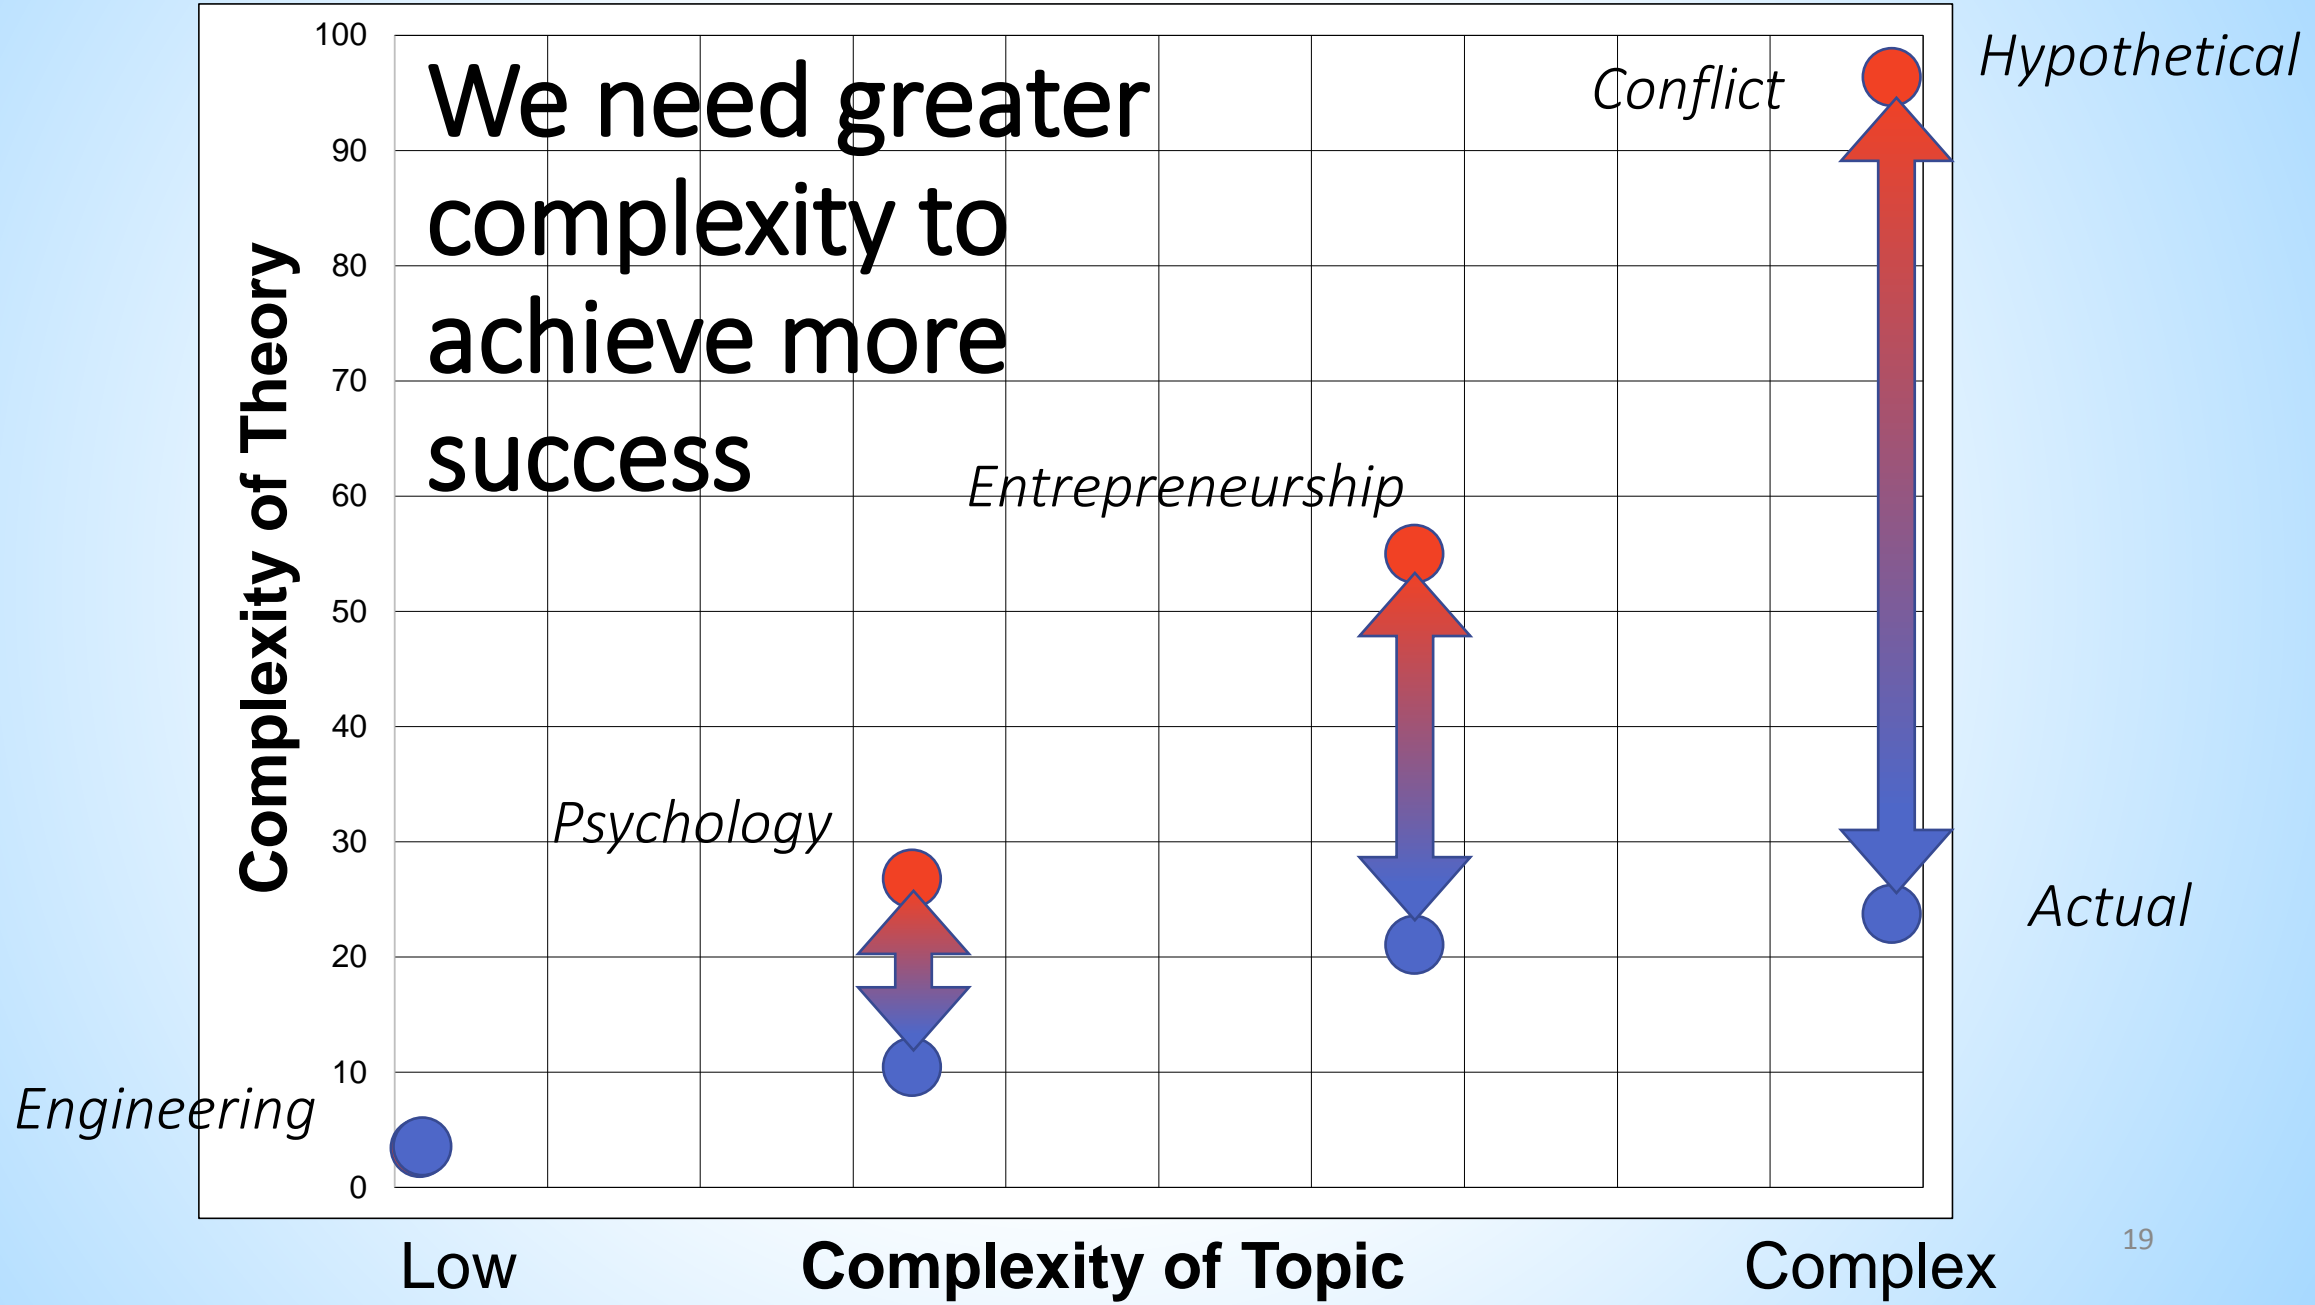 We need greater
complexity to
achieve more
success
Complexity of Theory
100
90
80
70
60
50
40
30
20
10
0
Hypothetical
Conflict
Entrepreneurship
Psychology
Actual
Engineering
Low
Complexity of Topic
Complex
19